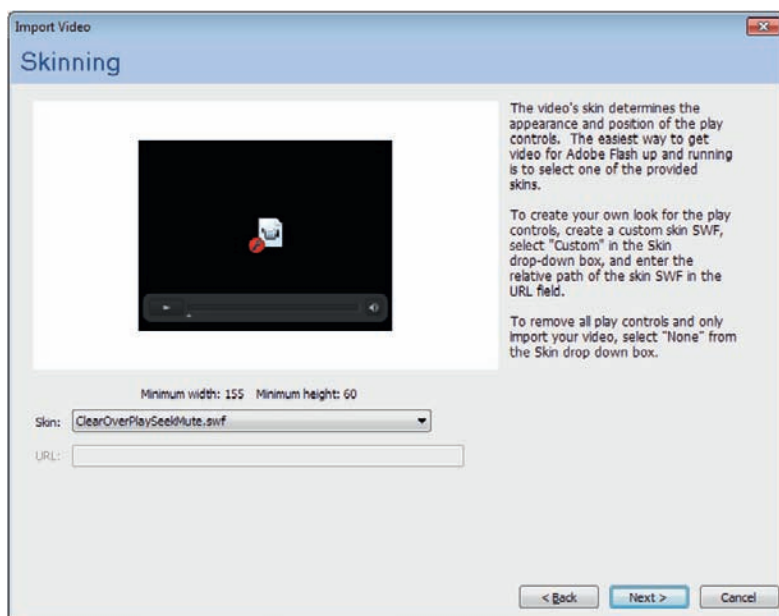 Import Video
Skinning
The video's skin determines the
appearance and position of the play
controls. The easiest way to get
video for Adobe Flash up and running
is to select one of the provided
skins.
To create your own look for the play
controls, create a custom skin SWF,
select "Custom" in the Skin
drop-down box, and enter the
relative path of the skin SWF in the
URL field.
To remove all play controls and only
import your video, select "None" from
the Skin drop down box.
Minimum width: 155 Minimum height: 60
Skin: ClearOverPlaySeekMute.swf
URL:
< Back Next > Cancel